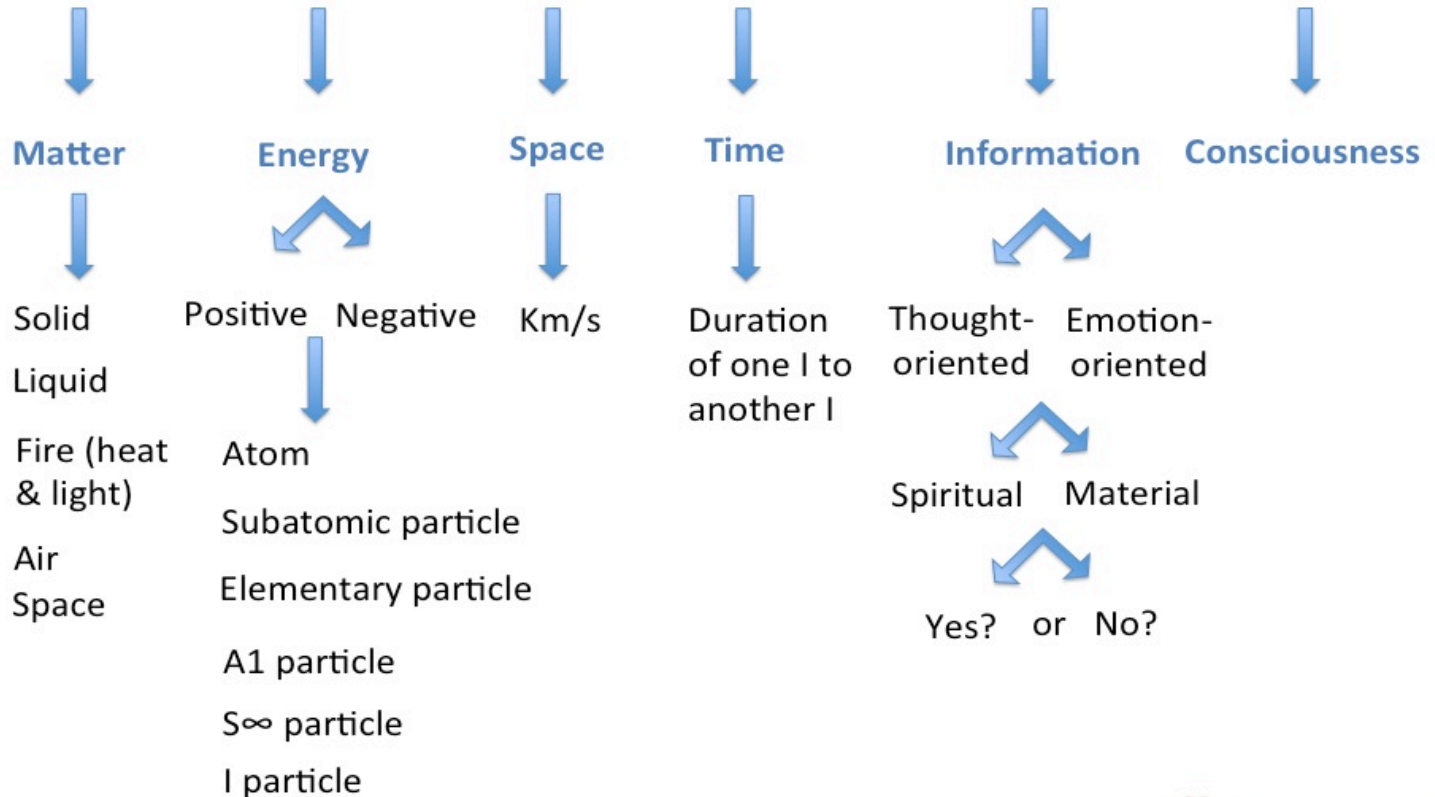 Matter
Energy
Space
Time
Information
Consciousness
Solid
Liquid
Fire (heat
& light)
Air
Space
Positive
Negative
Atom
Subatomic particle
Elementary particle
A1 particle
S∞ particle
I particle
Km/s
Duration
of one I to
another I
Thought-
oriented
Emotion-
oriented
Spiritual
Material
Yes? or No?